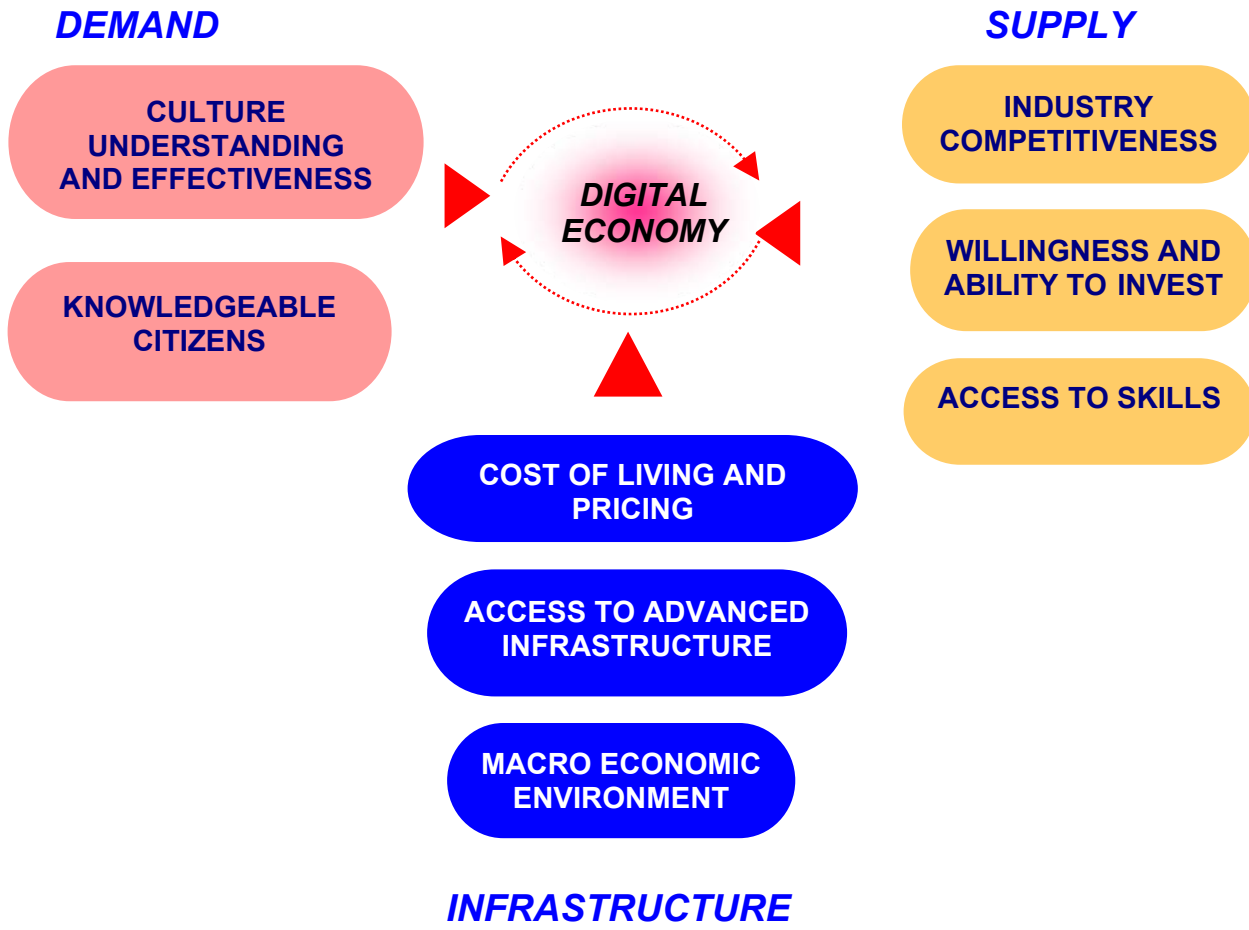 DEMAND
CULTURE
UNDERSTANDING
AND EFFECTIVENESS
KNOWLEDGEABLE
CITIZENS
DIGITAL
ECONOMY
SUPPLY
INDUSTRY
COMPETITIVENESS
WILLINGNESS AND
ABILITY TO INVEST
ACCESS TO SKILLS
COST OF LIVING AND
PRICING
ACCESS TO ADVANCED
INFRASTRUCTURE
MACRO ECONOMIC
ENVIRONMENT
INFRASTRUCTURE